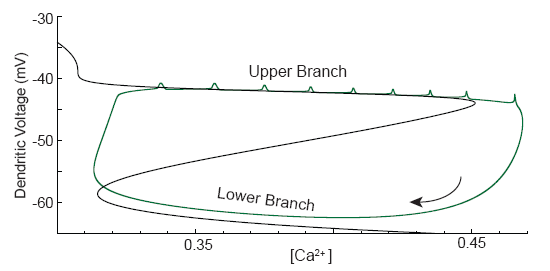 -30
Upper Branch
-40
Dendritic Voltage (mV)
-50
Lower Branch
-60
0.35
0.45
[Ca²⁺]